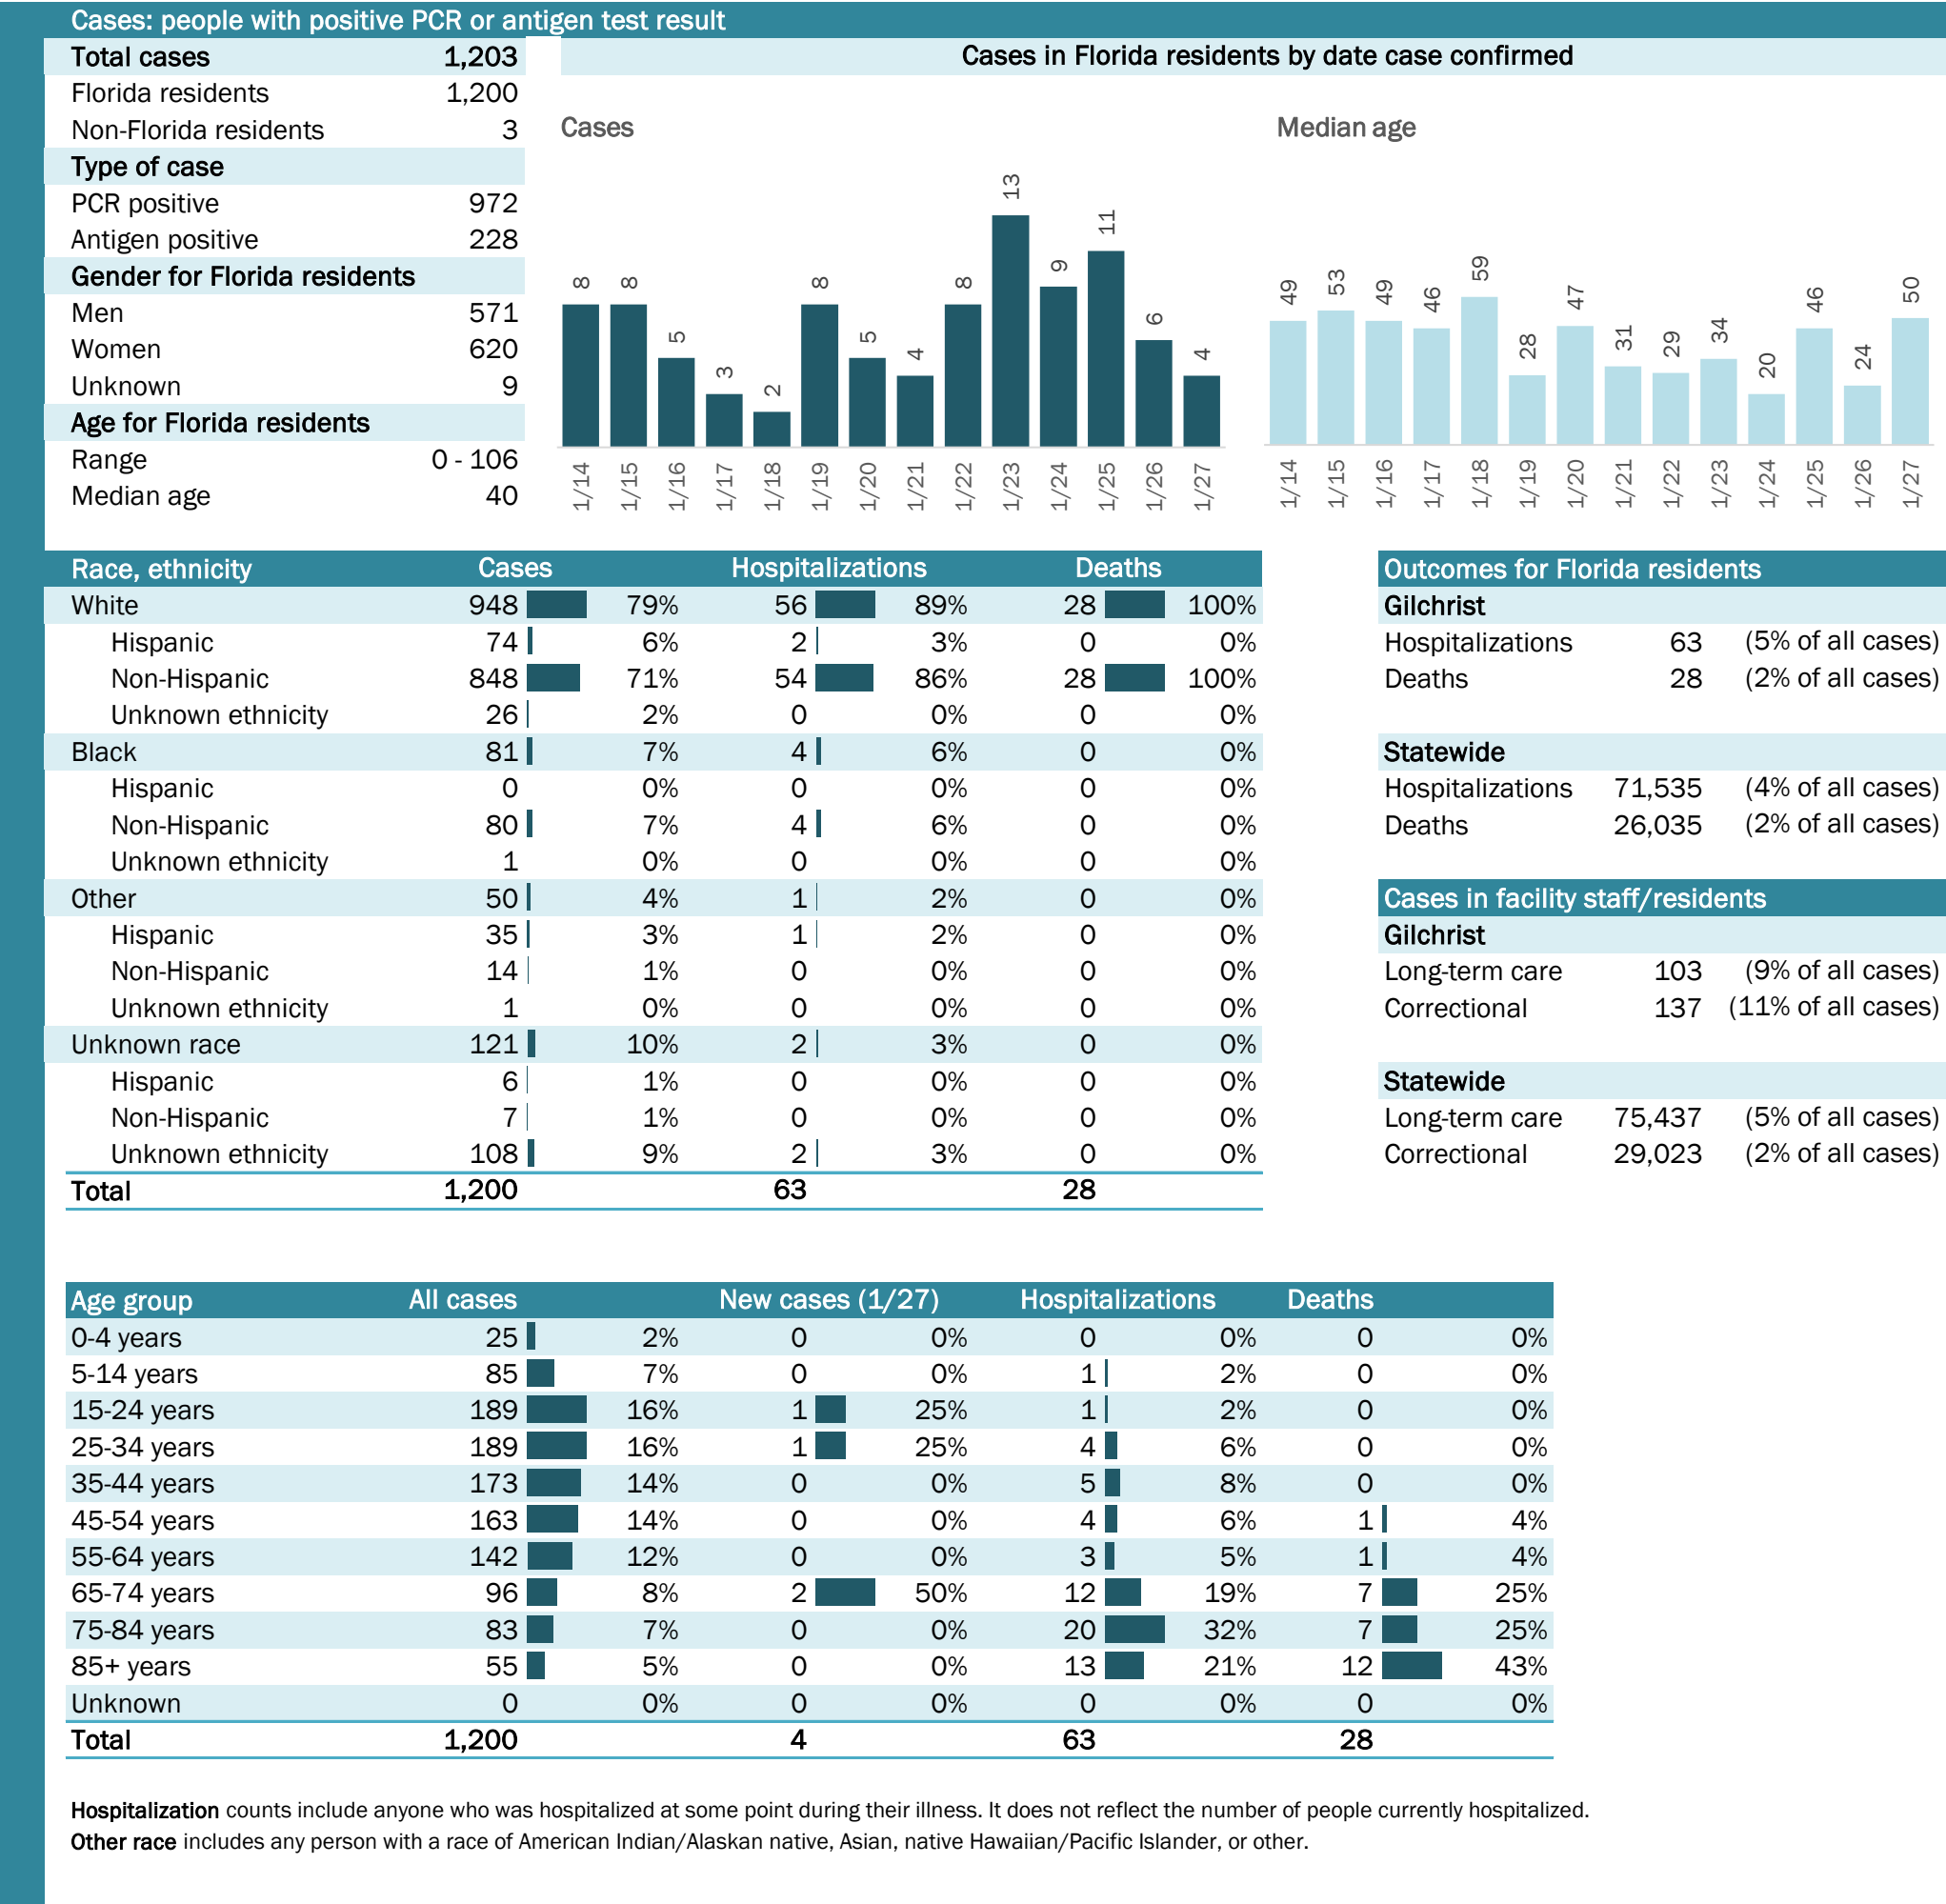 Cases: people with positive PCR or antigen test result
Total cases 1,203
Florida residents 1,200
Non-Florida residents 3
Type of case
PCR positive 972
Antigen positive 228
Gender for Florida residents
Men 571
Women 620
Unknown 9
Age for Florida residents
Range 0 - 106
Median age 40
Cases in Florida residents by date case confirmed
Cases
8 8 5 3 2 8 5 4 8 13 9 11 6 4
1/14 1/15 1/16 1/17 1/18 1/19 1/20 1/21 1/22 1/23 1/24 1/25 1/26 1/27
Median age
49 53 49 46 59 28 47 31 29 34 20 46 24 50
1/14 1/15 1/16 1/17 1/18 1/19 1/20 1/21 1/22 1/23 1/24 1/25 1/26 1/27
Race, ethnicity Cases Hospitalizations Deaths
White 948 79% 56 89% 28 100%
Hispanic 74 6% 2 3% 0 0%
Non-Hispanic 848 71% 54 86% 28 100%
Unknown ethnicity 26 2% 0 0% 0 0%
Black 81 7% 4 6% 0 0%
Hispanic 0 0% 0 0% 0 0%
Non-Hispanic 80 7% 4 6% 0 0%
Unknown ethnicity 1 0% 0 0% 0 0%
Other 50 4% 1 2% 0 0%
Hispanic 35 3% 1 2% 0 0%
Non-Hispanic 14 1% 0 0% 0 0%
Unknown ethnicity 1 0% 0 0% 0 0%
Unknown race 121 10% 2 3% 0 0%
Hispanic 6 1% 0 0% 0 0%
Non-Hispanic 7 1% 0 0% 0 0%
Unknown ethnicity 108 9% 2 3% 0 0%
Total 1,200 63 28
Outcomes for Florida residents
Gilchrist
Hospitalizations 63 (5% of all cases)
Deaths 28 (2% of all cases)
Statewide
Hospitalizations 71,535 (4% of all cases)
Deaths 26,035 (2% of all cases)
Cases in facility staff/residents
Gilchrist
Long-term care 103 (9% of all cases)
Correctional 137 (11% of all cases)
Statewide
Long-term care 75,437 (5% of all cases)
Correctional 29,023 (2% of all cases)
Age group All cases New cases (1/27) Hospitalizations Deaths
0-4 years 25 2% 0 0% 0 0% 0 0%
5-14 years 85 7% 0 0% 1 2% 0 0%
15-24 years 189 16% 1 25% 1 2% 0 0%
25-34 years 189 16% 1 25% 4 6% 0 0%
35-44 years 173 14% 0 0% 5 8% 0 0%
45-54 years 163 14% 0 0% 4 6% 1 4%
55-64 years 142 12% 0 0% 3 5% 1 4%
65-74 years 96 8% 2 50% 12 19% 7 25%
75-84 years 83 7% 0 0% 20 32% 7 25%
85+ years 55 5% 0 0% 13 21% 12 43%
Unknown 0 0% 0 0% 0 0% 0 0%
Total 1,200 4 63 28
Hospitalization counts include anyone who was hospitalized at some point during their illness. It does not reflect the number of people currently hospitalized.
Other race includes any person with a race of American Indian/Alaskan native, Asian, native Hawaiian/Pacific Islander, or other.